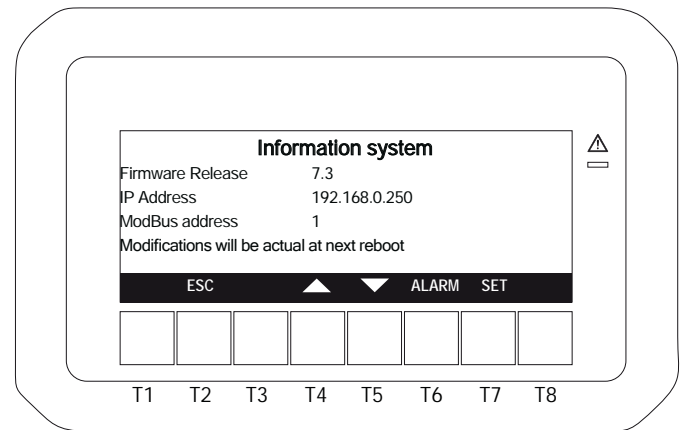 Information system
Firmware Release 7.3
IP Address 192.168.0.250
ModBus address 1
Modifications will be actual at next reboot
ESC ALARM SET
T1 T2 T3 T4 T5 T6 T7 T8